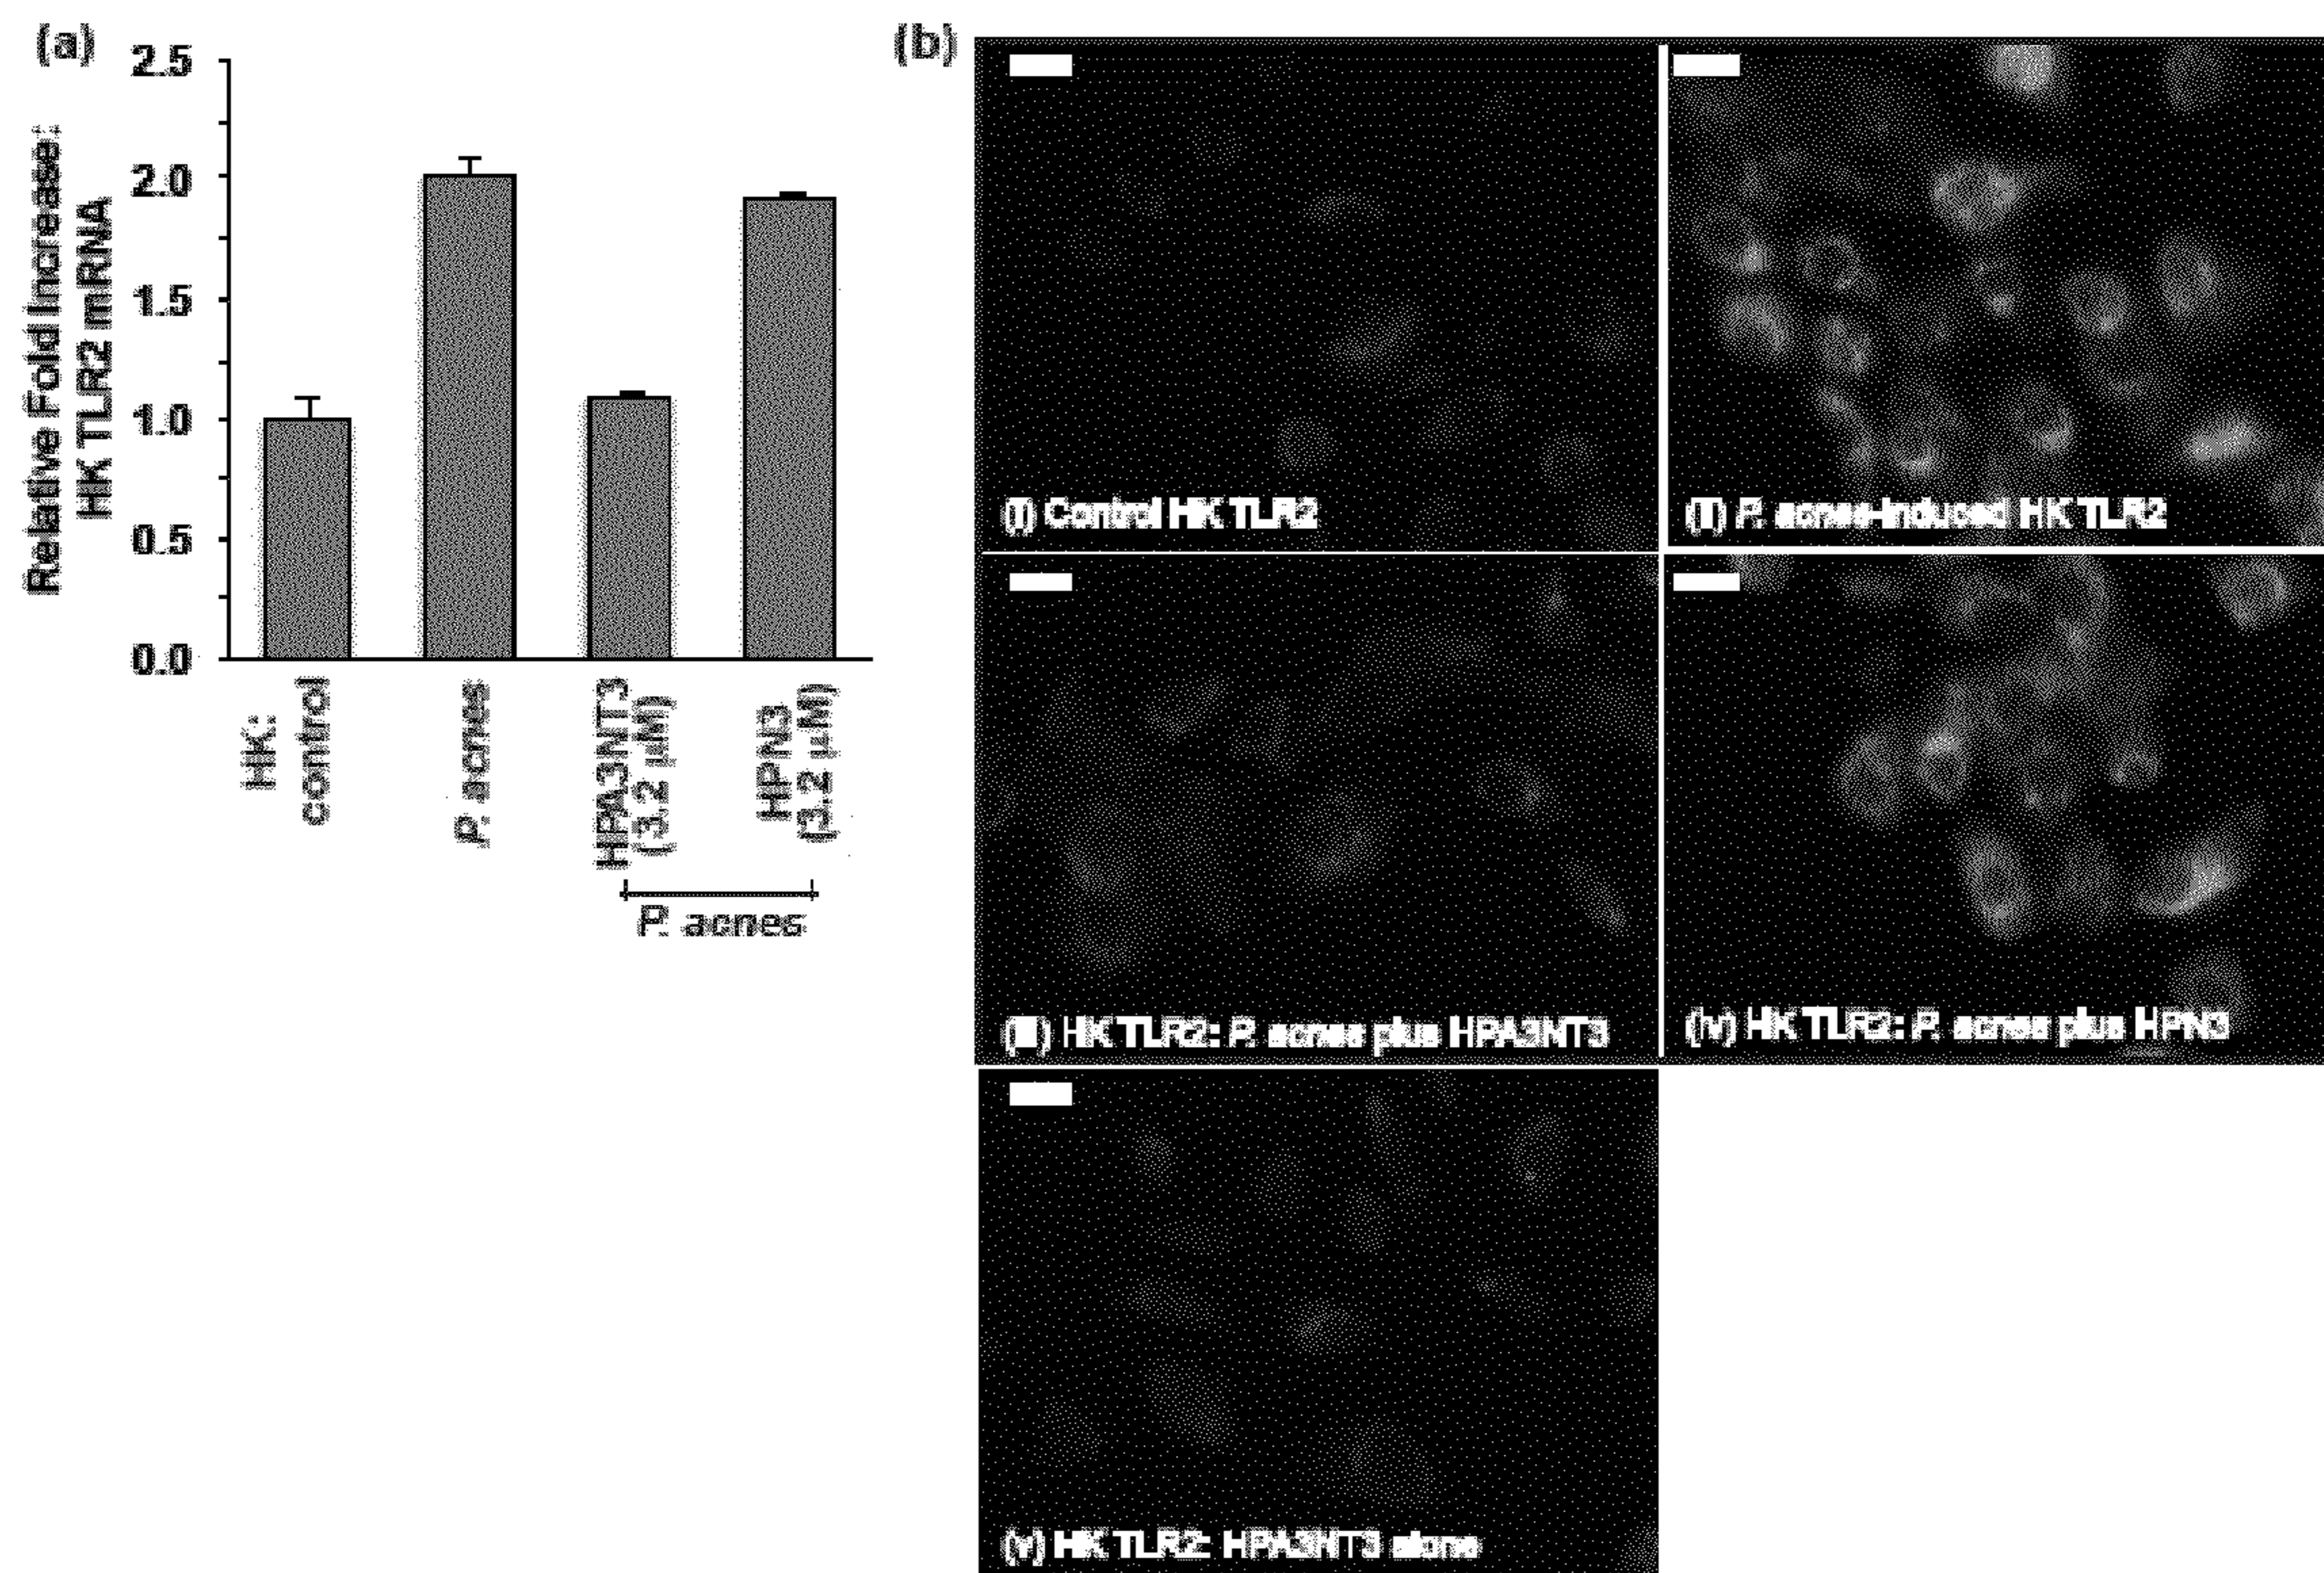 (a)
2.5
2.0
1.5
1.0
0.5
0.0
Relative Fold Increase:
HK TLR2 mRNA
HK:
control
P. acnes
HPA3NT3
(3.2 µM)
HPN3
(3.2 µM)
P. acnes
(b)
(i) Control HK TLR2
(ii) P. acnes-induced HK TLR2
(iii) HK TLR2: P. acnes plus HPA3NT3
(iv) HK TLR2: P. acnes plus HPN3
(v) HK TLR2: HPA3NT3 alone